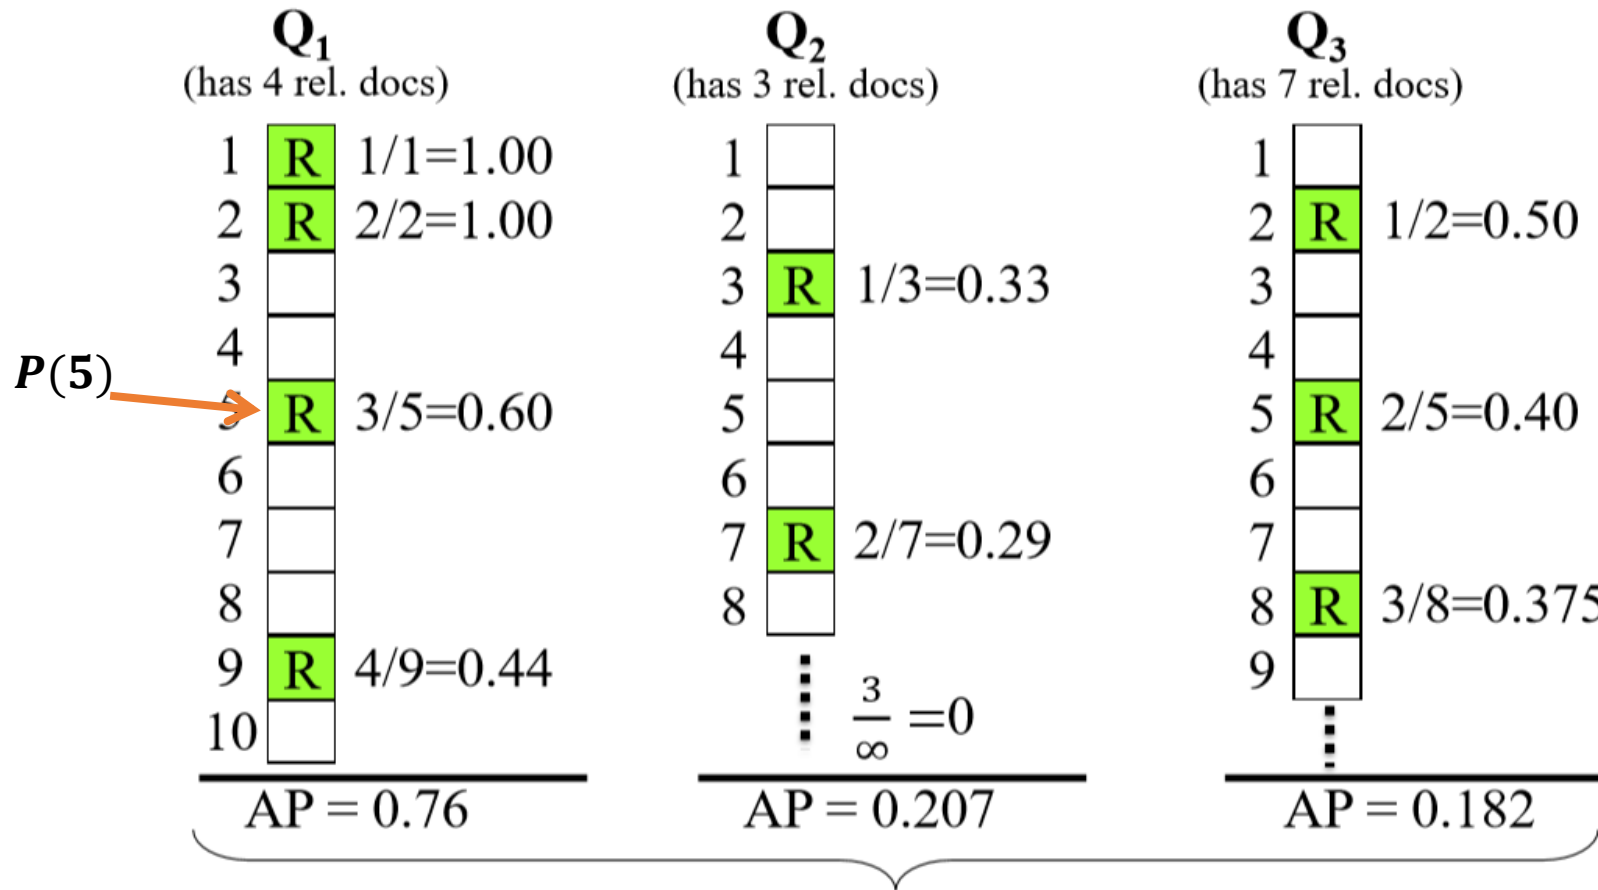 Q1
(has 4 rel. docs)
1 R 1/1=1.00
2 R 2/2=1.00
3
4
P(5)
5 R 3/5=0.60
6
7
8
9 R 4/9=0.44
10
AP = 0.76
Q2
(has 3 rel. docs)
1
2
3 R 1/3=0.33
4
5
6
7 R 2/7=0.29
8
3/∞ =0
AP = 0.207
Q3
(has 7 rel. docs)
1
2 R 1/2=0.50
3
4
5 R 2/5=0.40
6
7
8 R 3/8=0.375
9
AP = 0.182